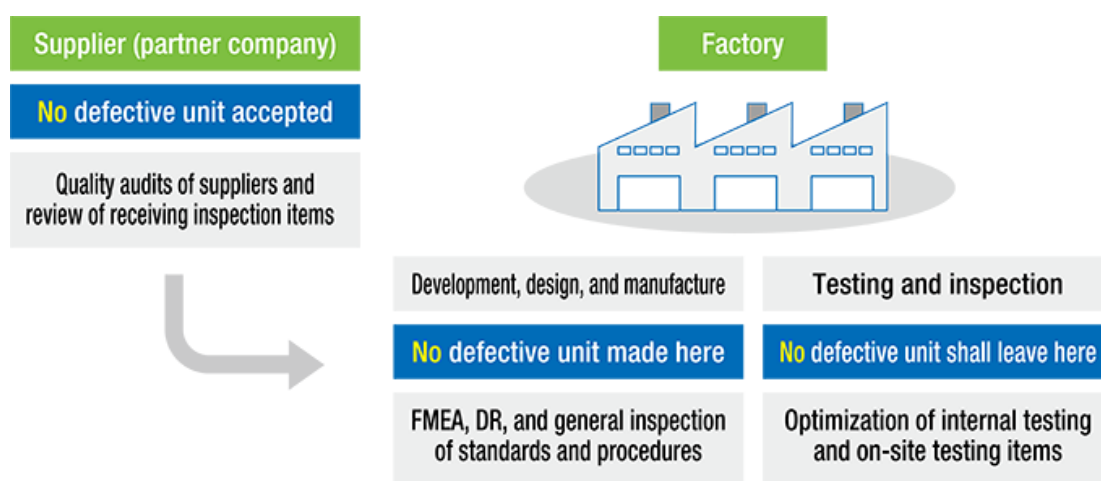 Supplier (partner company)
No defective unit accepted
Quality audits of suppliers and
review of receiving inspection items
Factory
Development, design, and manufacture
No defective unit made here
FMEA, DR, and general inspection
of standards and procedures
Testing and inspection
No defective unit shall leave here
Optimization of internal testing
and on-site testing items